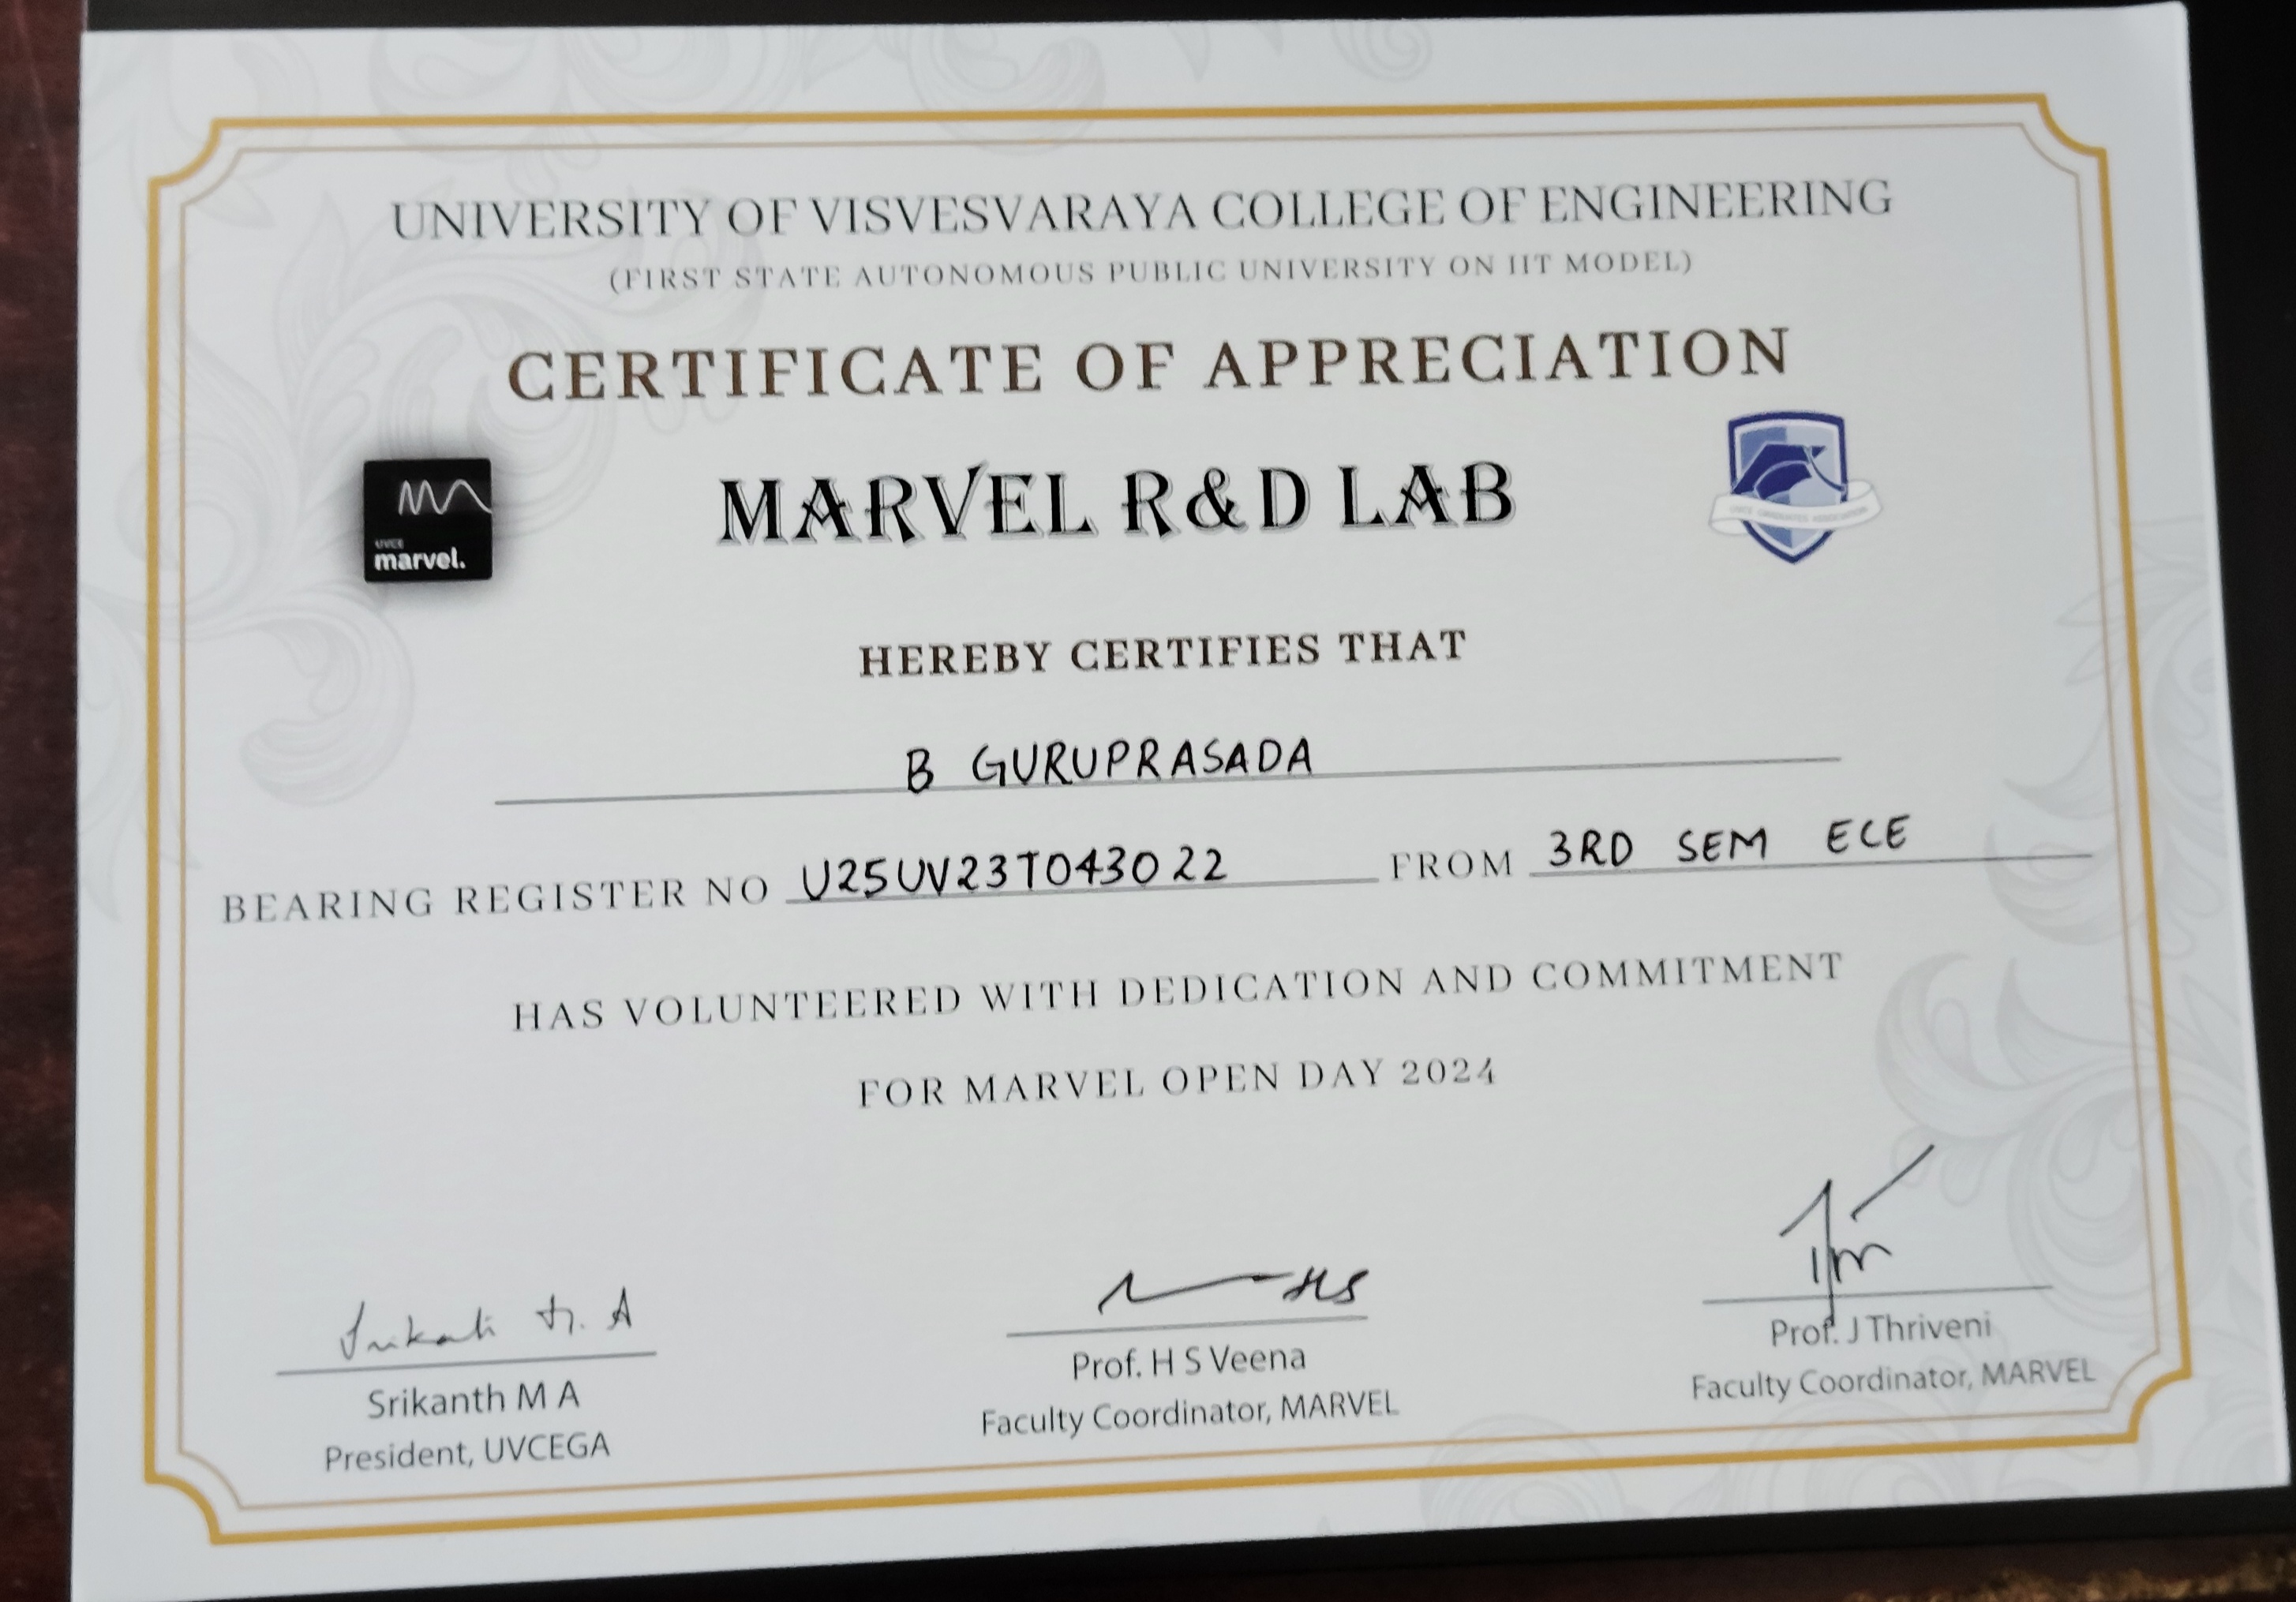 UNIVERSITY OF VISVESVARAYA COLLEGE OF ENGINEERING
(FIRST STATE AUTONOMOUS PUBLIC UNIVERSITY ON IIT MODEL)
CERTIFICATE OF APPRECIATION
UVCE
marvel.
MARVEL R&D LAB
UVCE GRADUATES ASSOCIATION
HEREBY CERTIFIES THAT
B GURUPRASADA
BEARING REGISTER NO U25UV23T043022 FROM 3RD SEM ECE
HAS VOLUNTEERED WITH DEDICATION AND COMMITMENT
FOR MARVEL OPEN DAY 2024
Srikanth M A
Srikanth M A
President, UVCEGA
HS
Prof. H S Veena
Faculty Coordinator, MARVEL
Prof. J Thriveni
Faculty Coordinator, MARVEL